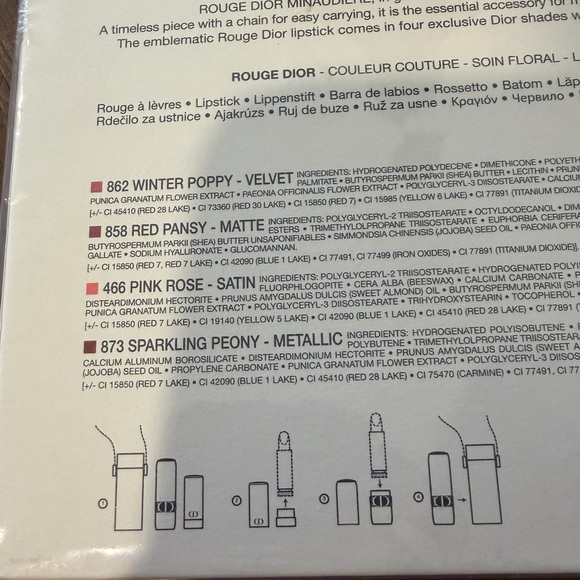 ROUGE DIOR MINAUDIÈRE,
A timeless piece with a chain for easy carrying, it is the essential accessory for
The emblematic Rouge Dior lipstick comes in four exclusive Dior shades
ROUGE DIOR - COULEUR COUTURE - SOIN FLORAL -
Rouge à lèvres • Lipstick • Lippenstift • Barra de labios • Rossetto • Batom •
Rdečilo za ustnice • Ajakrúzs • Ruj de buze • Ruž za usne • Κραγιόν • Червило •
862 WINTER POPPY - VELVET INGREDIENTS: HYDROGENATED POLYDECENE • DIMETHICONE •
PALMITATE • BUTYROSPERMUM PARKII (SHEA) BUTTER • LECITHIN •
PUNICA GRANATUM FLOWER EXTRACT • PAEONIA OFFICINALIS FLOWER EXTRACT • POLYGLYCERYL-3 DIISOSTEARATE •
[+/- CI 45410 (RED 28 LAKE) • CI 73360 (RED 30 LAKE) • CI 15850 (RED 7) • CI 15985 (YELLOW 6 LAKE) • CI 77891 (TITANIUM
858 RED PANSY - MATTE INGREDIENTS: POLYGLYCERYL-2 TRIISOSTEARATE • OCTYLDODECANOL •
ESTERS • TRIMETHYLOLPROPANE TRIISOSTEARATE • EUPHORBIA
BUTYROSPERMUM PARKII (SHEA) BUTTER UNSAPONIFIABLES • SIMMONDSIA CHINENSIS (JOJOBA) SEED OIL • PAEONIA
GALLATE • SODIUM HYALURONATE • GLUCOMANNAN.
[+/- CI 15850 (RED 7, RED 7 LAKE) • CI 42090 (BLUE 1 LAKE) • CI 77491, CI 77499 (IRON OXIDES) • CI 77891 (TITANIUM DIOXIDE)].
466 PINK ROSE - SATIN INGREDIENTS: POLYGLYCERYL-2 TRIISOSTEARATE • HYDROGENATED
FLUORPHLOGOPITE • CERA ALBA (BEESWAX) • CALCIUM CARBONATE •
DISTEARDIMONIUM HECTORITE • PRUNUS AMYGDALUS DULCIS (SWEET ALMOND) OIL • BUTYROSPERMUM PARKII
PUNICA GRANATUM FLOWER EXTRACT • POLYGLYCERYL-3 DIISOSTEARATE • TRIHYDROXYSTEARIN • TOCOPHEROL •
[+/- CI 15850 (RED 7 LAKE) • CI 19140 (YELLOW 5 LAKE) • CI 42090 (BLUE 1 LAKE) • CI 45410 (RED 28 LAKE) • CI 77891
873 SPARKLING PEONY - METALLIC INGREDIENTS: HYDROGENATED POLYISOBUTENE •
POLYBUTENE • TRIMETHYLOLPROPANE
CALCIUM ALUMINUM BOROSILICATE • DISTEARDIMONIUM HECTORITE • PRUNUS AMYGDALUS DULCIS (SWEET
(JOJOBA) SEED OIL • PROPYLENE CARBONATE • PUNICA GRANATUM FLOWER EXTRACT • POLYGLYCERYL-3
[+/- CI 15850 (RED 7 LAKE) • CI 42090 (BLUE 1 LAKE) • CI 45410 (RED 28 LAKE) • CI 75470 (CARMINE) • CI 77491,
1 2 3 4